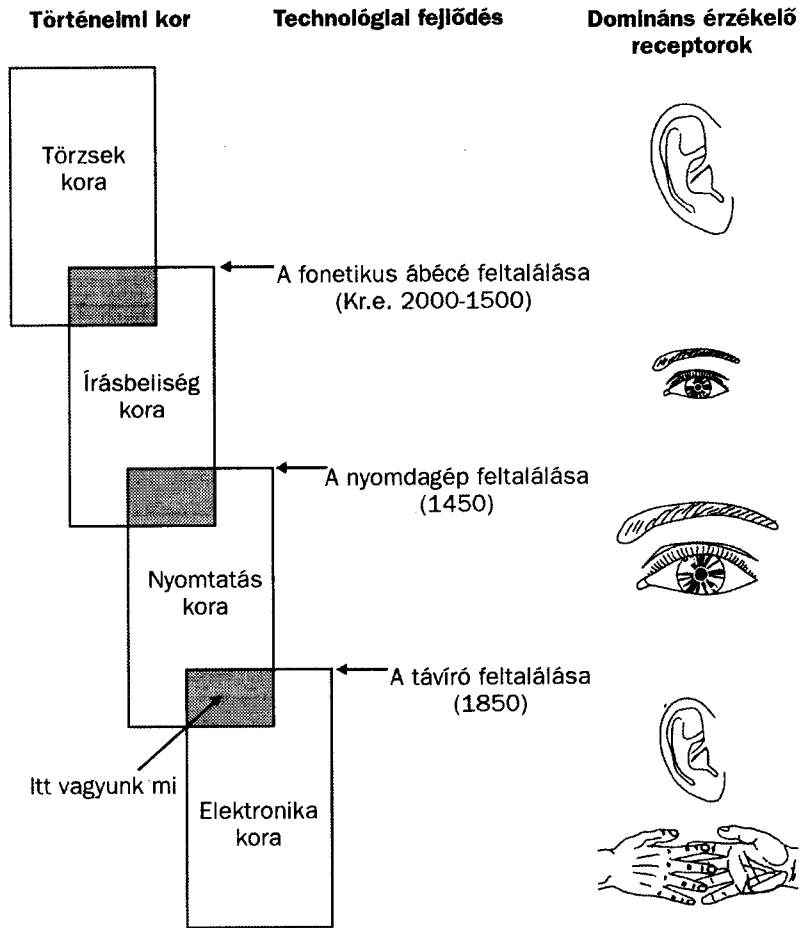 Történelmi kor
Technológiai fejlődés
Domináns érzékelő
receptorok
Törzsek
kora
A fonetikus ábécé feltalálása
(Kr.e. 2000-1500)
Írásbeliség
kora
A nyomdagép feltalálása
(1450)
Nyomtatás
kora
A távíró feltalálása
(1850)
Itt vagyunk mi
Elektronika
kora